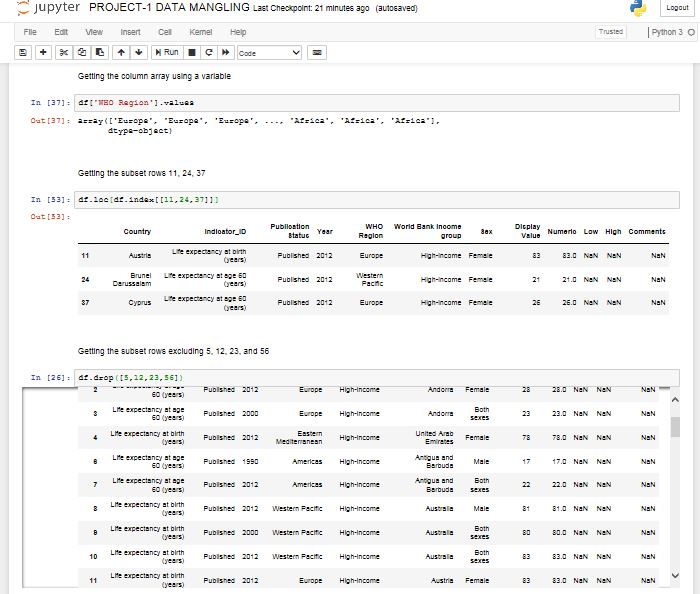 jupyter PROJECT-1 DATA MANGLING Last Checkpoint: 21 minutes ago (autosaved)
Logout
File Edit View Insert Cell Kernel Help Trusted Python 3
Run Code
Getting the column array using a variable
In [37]: df['WHO Region'].values
Out[37]: array(['Europe', 'Europe', 'Europe', ..., 'Africa', 'Africa', 'Africa'],
dtype=object)
Getting the subset rows 11, 24, 37
In [53]: df.loc[df.index[[11,24,37]]]
Out[53]:
Country Indicator_ID Publication Status Year WHO Region World Bank income group Sex Display Value Numeric Low High Comments
11 Austria Life expectancy at birth (years) Published 2012 Europe High-income Female 83 83.0 NaN NaN NaN
24 Brunei Darussalam Life expectancy at age 60 (years) Published 2012 Western Pacific High-income Female 21 21.0 NaN NaN NaN
37 Cyprus Life expectancy at age 60 (years) Published 2012 Europe High-income Female 26 26.0 NaN NaN NaN
Getting the subset rows excluding 5, 12, 23, and 56
In [26]: df.drop([5,12,23,56])
2 60 (years) Published 2012 Europe High-income Andorra Female 28 28.0 NaN NaN NaN
3 Life expectancy at age 60 (years) Published 2000 Europe High-income Andorra Both sexes 23 23.0 NaN NaN NaN
4 Life expectancy at birth (years) Published 2012 Eastern Mediterranean High-income United Arab Emirates Female 78 78.0 NaN NaN NaN
6 Life expectancy at age 60 (years) Published 1990 Americas High-income Antigua and Barbuda Male 17 17.0 NaN NaN NaN
7 Life expectancy at age 60 (years) Published 2012 Americas High-income Antigua and Barbuda Both sexes 22 22.0 NaN NaN NaN
8 Life expectancy at birth (years) Published 2012 Western Pacific High-income Australia Male 81 81.0 NaN NaN NaN
9 Life expectancy at birth (years) Published 2000 Western Pacific High-income Australia Both sexes 80 80.0 NaN NaN NaN
10 Life expectancy at birth (years) Published 2012 Western Pacific High-income Australia Both sexes 83 83.0 NaN NaN NaN
11 Life expectancy at birth (years) Published 2012 Europe High-income Austria Female 83 83.0 NaN NaN NaN